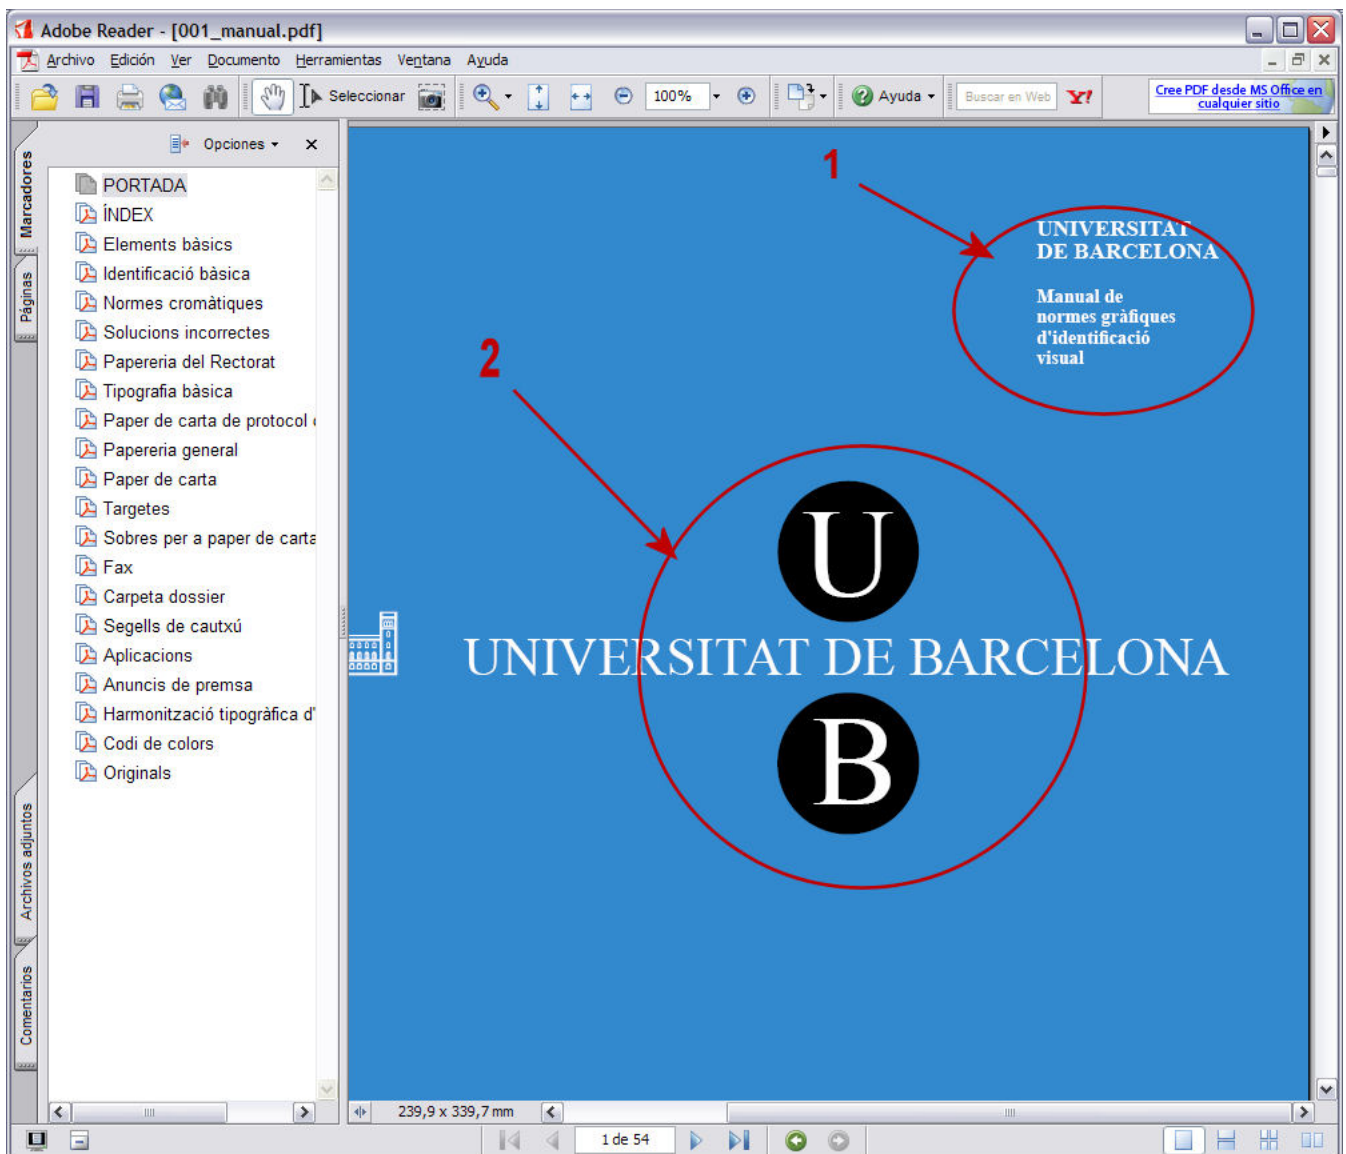 Adobe Reader - [001_manual.pdf]
Archivo Edición Ver Documento Herramientas Ventana Ayuda
Seleccionar 100% Ayuda Buscar en Web Y! Cree PDF desde MS Office en
cualquier sitio
Opciones
Marcadores
Páginas
Archivos adjuntos
Comentarios
PORTADA
ÍNDEX
Elements bàsics
Identificació bàsica
Normes cromàtiques
Solucions incorrectes
Papereria del Rectorat
Tipografia bàsica
Paper de carta de protocol
Papereria general
Paper de carta
Targetes
Sobres per a paper de carta
Fax
Carpeta dossier
Segells de cautxú
Aplicacions
Anuncis de premsa
Harmonització tipogràfica d'
Codi de colors
Originals
1
UNIVERSITAT
DE BARCELONA
Manual de
normes gràfiques
d'identificació
visual
2
U
UNIVERSITAT DE BARCELONA
B
239,9 x 339,7 mm
1 de 54